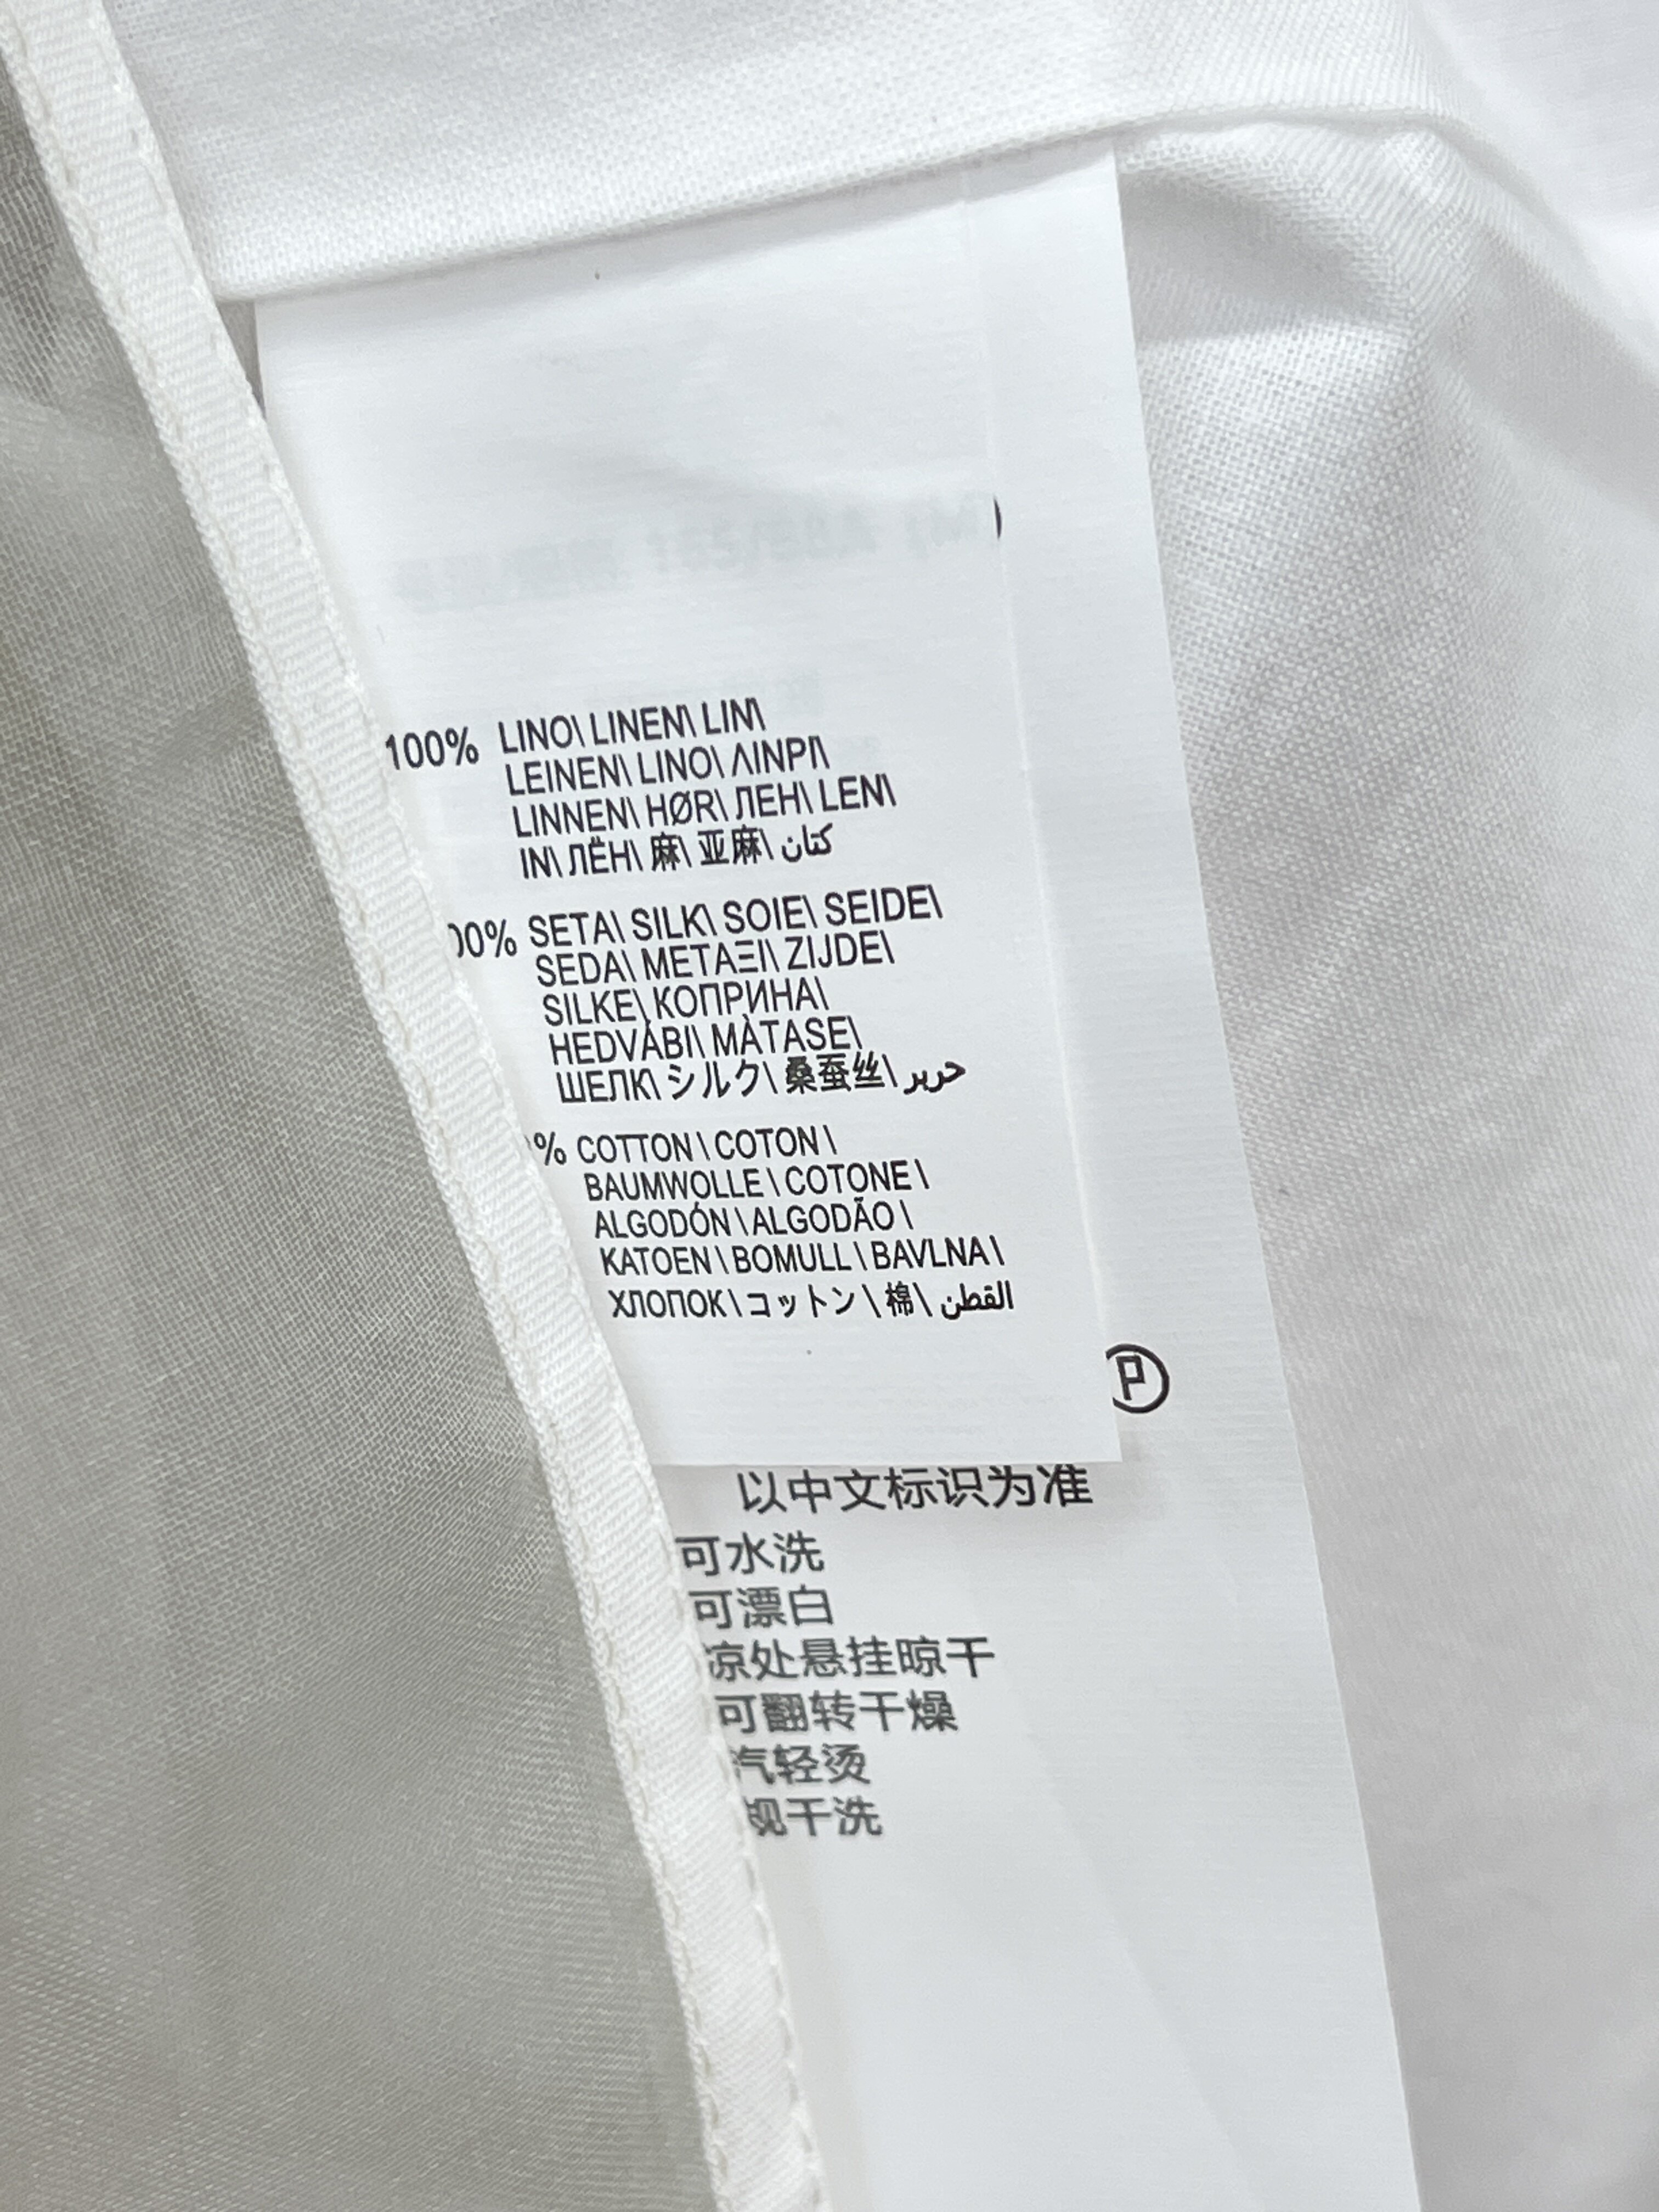 100% LINO\ LINEN\ LIN\
LEINEN\ LINO\ ΛΙΝΡΙ\
LINNEN\ HØR\ ЛЕН\ LEN\
IN\ ЛЁН\ 麻\ 亚麻\ كتان
00% SETA\ SILK\ SOIE\ SEIDE\
SEDA\ ΜΕΤΑΞΙ\ ZIJDE\
SILKE\ КОПРИНА\
HEDVÁBI\ MÀTASE\
ШЕЛК\ シルク\ 桑蚕丝\ حرير
% COTTON \ COTON \
BAUMWOLLE \ COTONE \
ALGODÓN \ ALGODÃO \
KATOEN \ BOMULL \ BAVLNA \
ХЛОПОК \ コットン \ 棉 \ القطن
P
以中文标识为准
可水洗
可漂白
凉处悬挂晾干
可翻转干燥
汽轻烫
规干洗